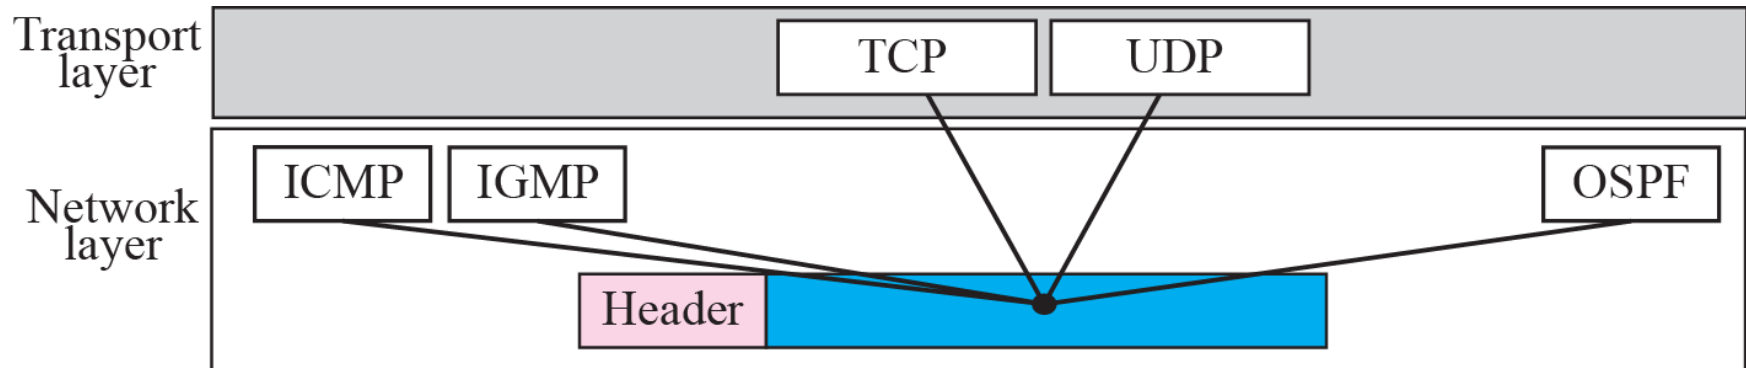 Transport
layer
TCP
UDP
Network
layer
ICMP
IGMP
OSPF
Header